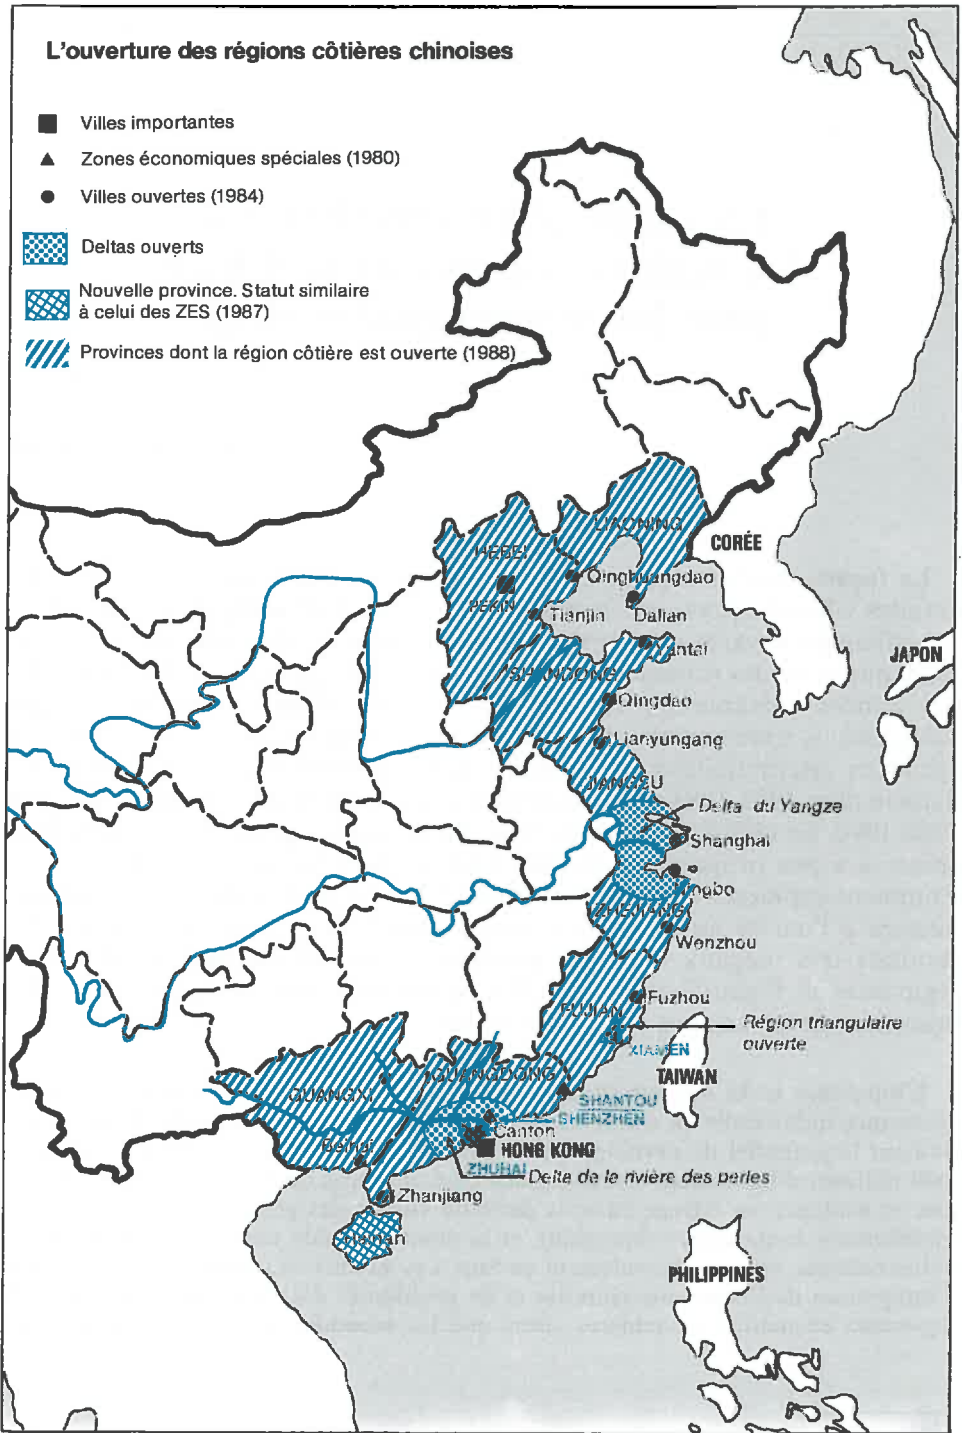 L'ouverture des régions côtières chinoises
Villes importantes
Zones économiques spéciales (1980)
Villes ouvertes (1984)
Deltas ouverts
Nouvelle province. Statut similaire
à celui des ZES (1987)
Provinces dont la région côtière est ouverte (1988)
LIAONING
CORÉE
HEBEI
Qinghuangdao
PÉKIN
Tianjin
Dalian
Yantai
JAPON
SHANDONG
Qingdao
Lianyungang
JIANGSU
Delta du Yangze
Shanghai
Ningbo
ZHEJIANG
Wenzhou
Fuzhou
FUJIAN
Région triangulaire
ouverte
XIAMEN
TAIWAN
GUANGDONG
GUANGXI
SHANTOU
SHENZHEN
Canton
Beihai
HONG KONG
ZHUHAI
Delta de la rivière des perles
Zhanjiang
Hainan
PHILIPPINES